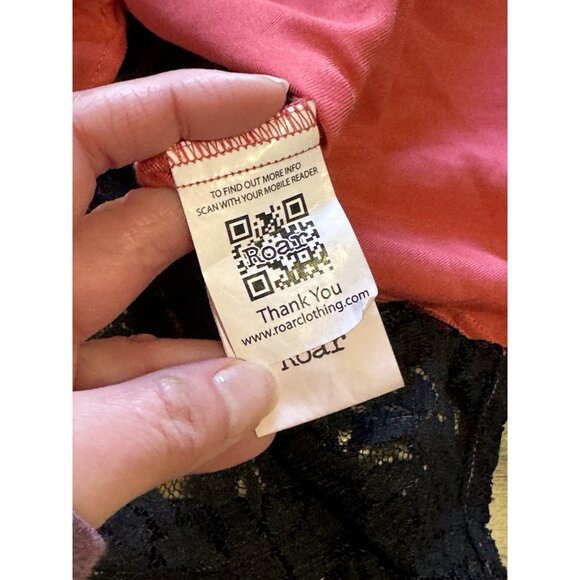 TO FIND OUT MORE INFO
SCAN WITH YOUR MOBILE READER
Roar
Thank You
www.roarclothing.com
Roar